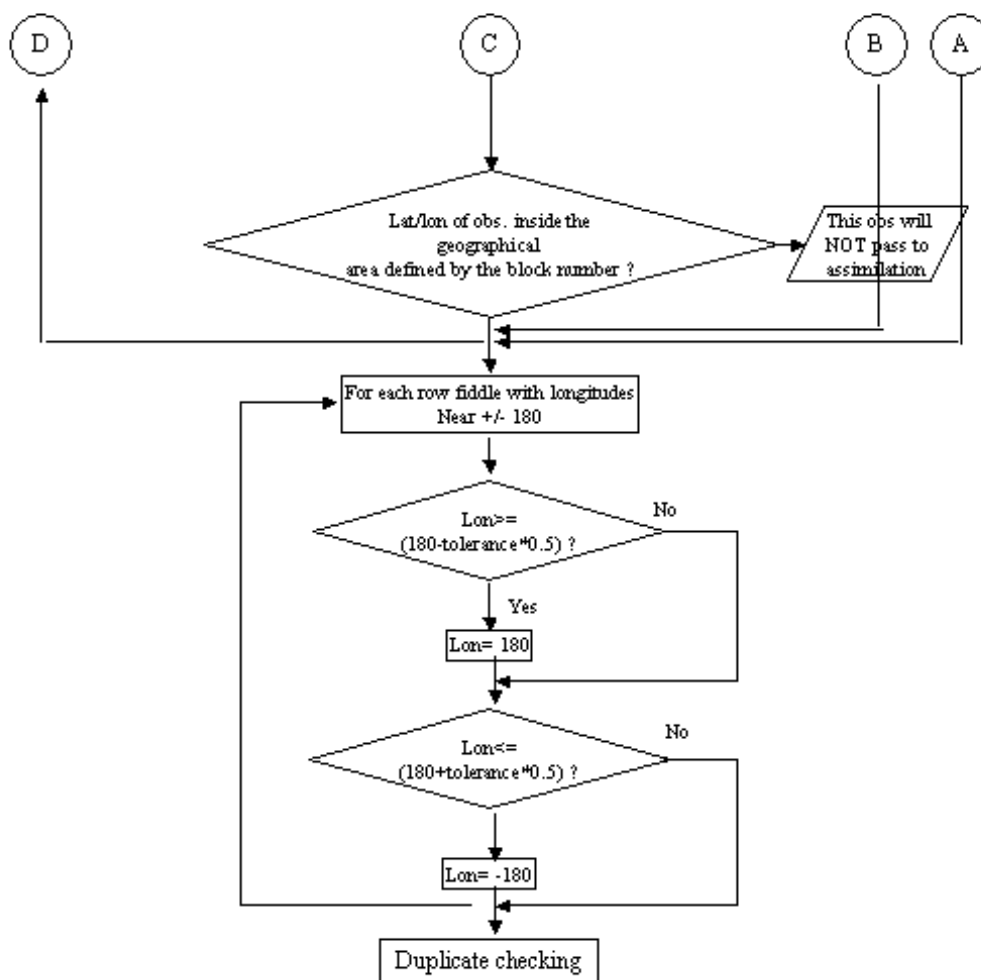 D
C
B
A
Lat/lon of obs. inside the
geographical
area defined by the block number ?
This obs will
NOT pass to
assimilation
For each row fiddle with longitudes
Near +/- 180
No
Lon>=
(180-tolerance*0.5) ?
Yes
Lon= 180
No
Lon<=
(180+tolerance*0.5) ?
Lon= -180
Duplicate checking